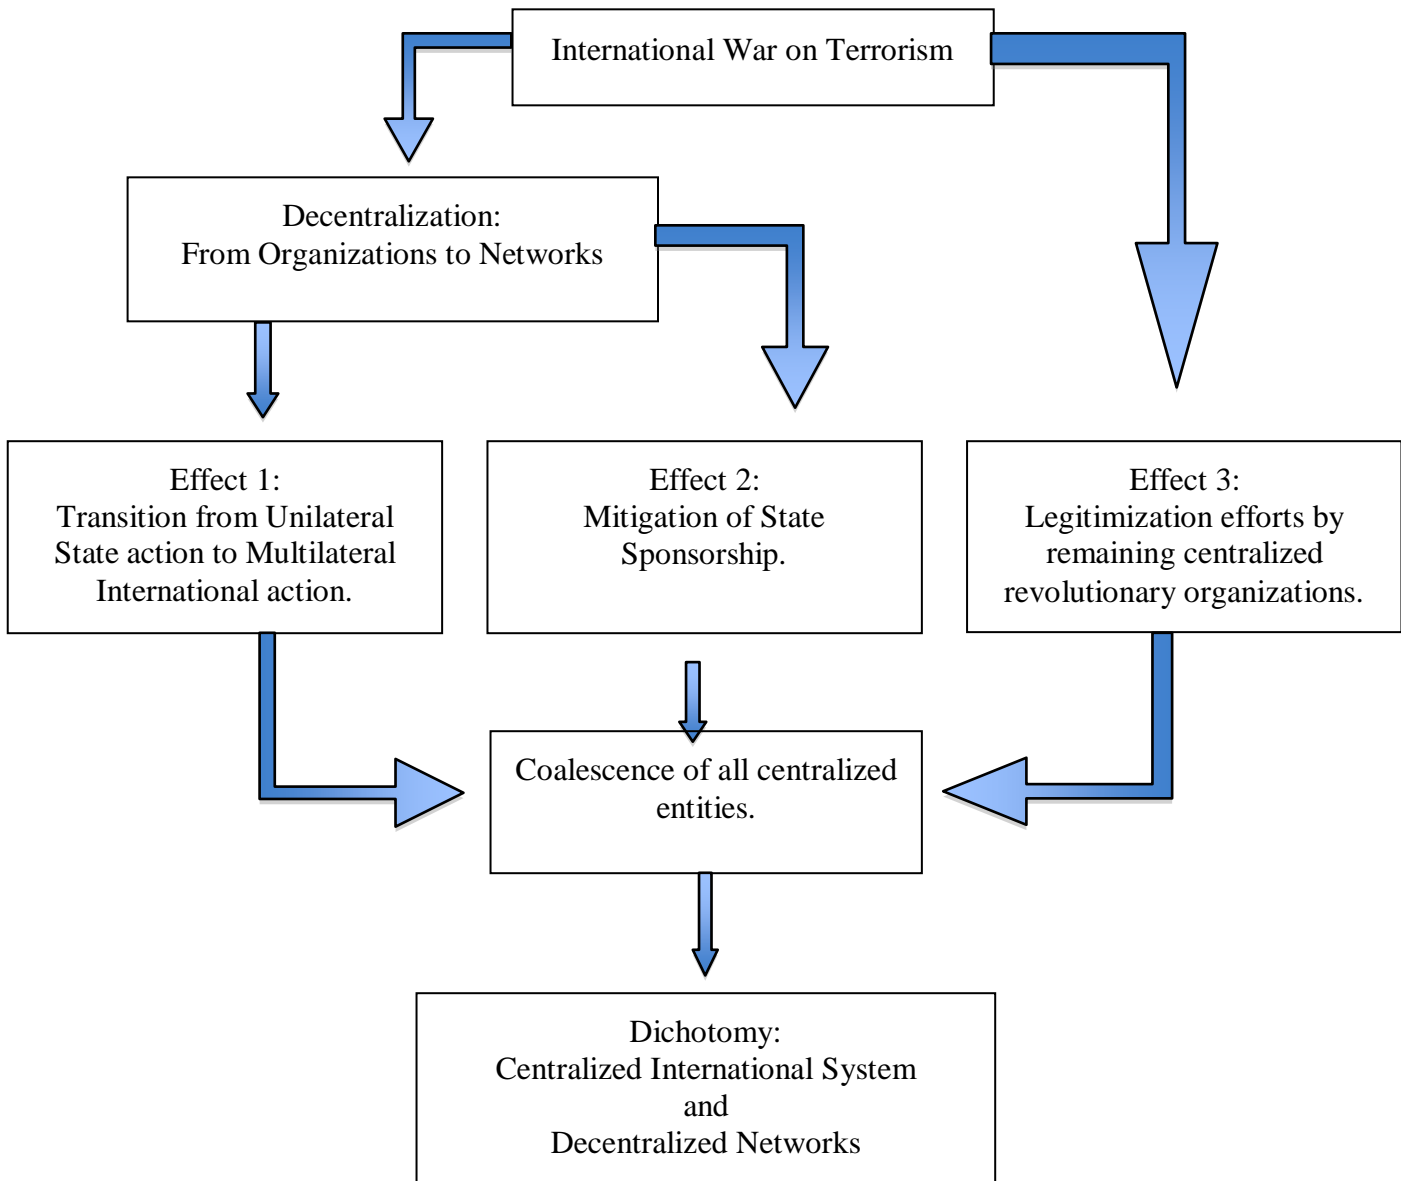 International War on Terrorism
Decentralization:
From Organizations to Networks
Effect 1:
Transition from Unilateral
State action to Multilateral
International action.
Effect 2:
Mitigation of State
Sponsorship.
Effect 3:
Legitimization efforts by
remaining centralized
revolutionary organizations.
Coalescence of all centralized
entities.
Dichotomy:
Centralized International System
and
Decentralized Networks